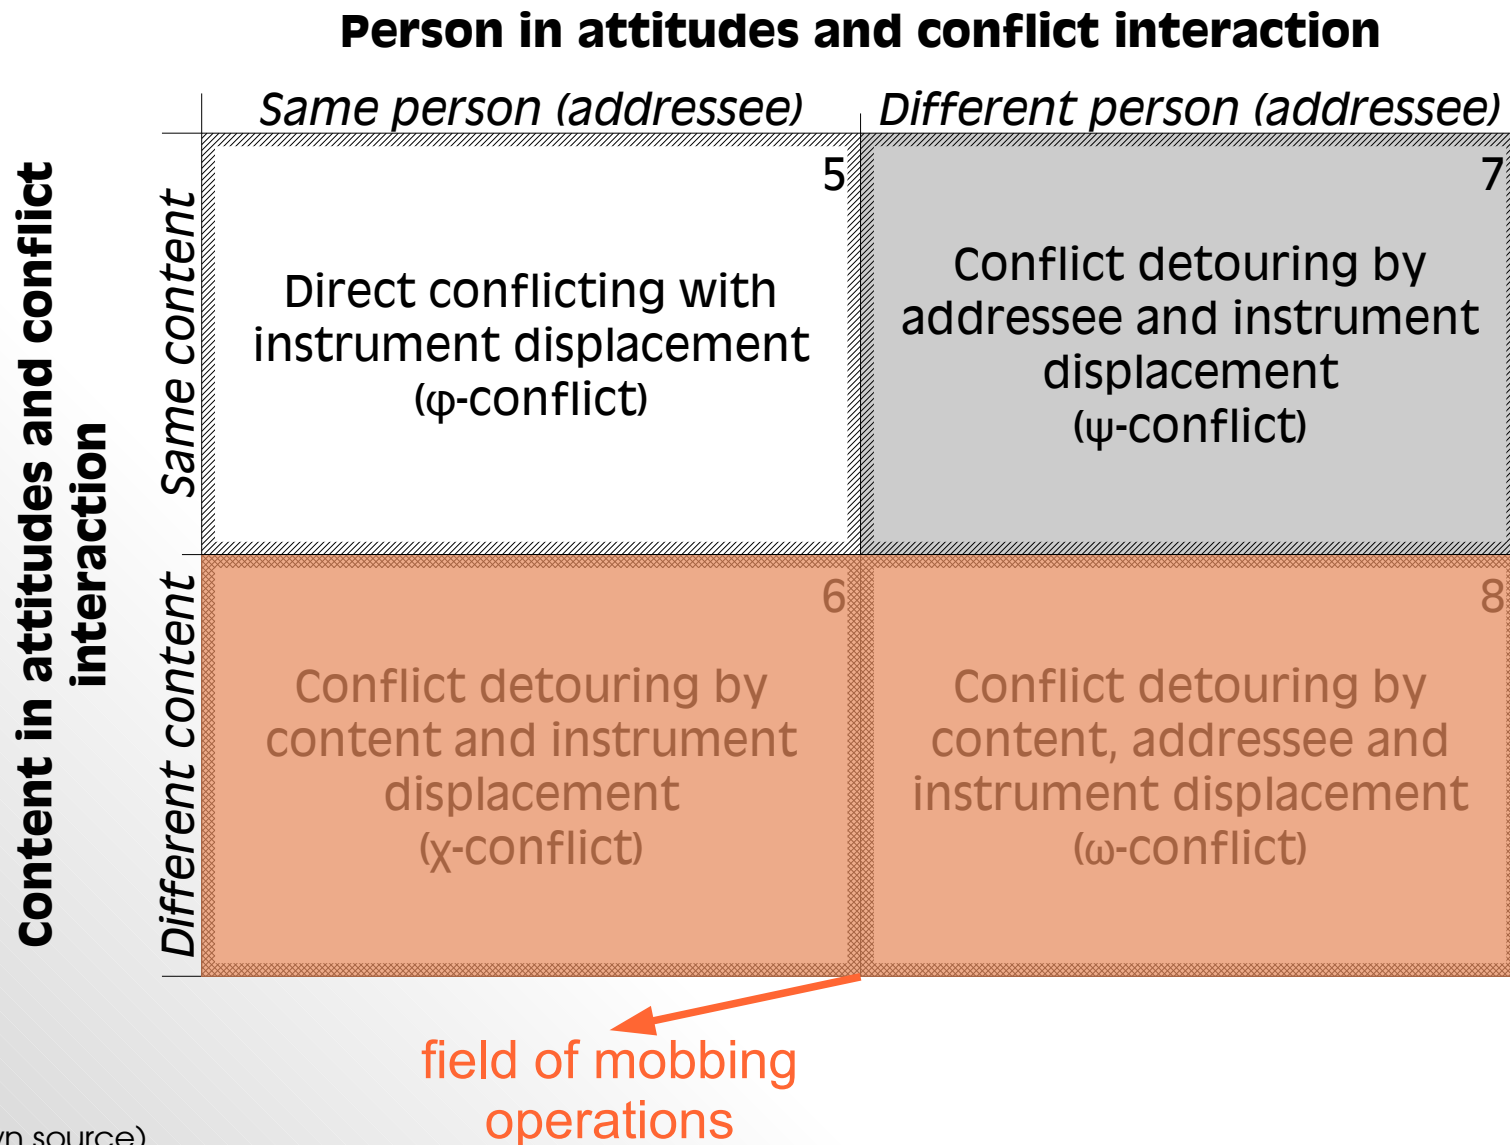 Person in attitudes and conflict interaction
Same person (addressee)
Different person (addressee)
Content in attitudes and conflict
interaction
Same content
Different content
5
Direct conflicting with
instrument displacement
(φ-conflict)
7
Conflict detouring by
addressee and instrument
displacement
(ψ-conflict)
6
Conflict detouring by
content and instrument
displacement
(χ-conflict)
8
Conflict detouring by
content, addressee and
instrument displacement
(ω-conflict)
field of mobbing
operations
source)